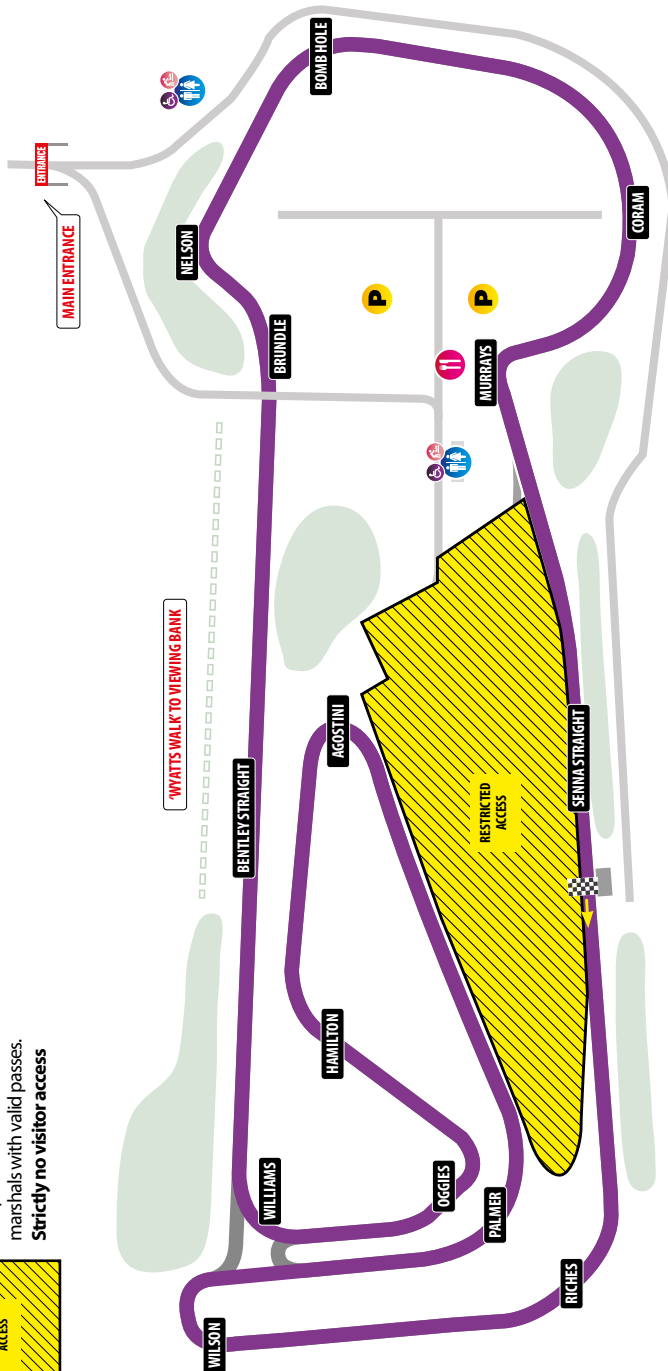 ACCESS
marshals with valid passes.
Strictly no visitor access
MAIN ENTRANCE
ENTRANCE
'WYATTS WALK' TO VIEWING BANK
BOMB HOLE
NELSON
BRUNDLE
BENTLEY STRAIGHT
WILLIAMS
WILSON
HAMILTON
AGOSTINI
OGGIES
PALMER
RICHES
RESTRICTED
ACCESS
SENNA STRAIGHT
MURRAYS
CORAM
P
P